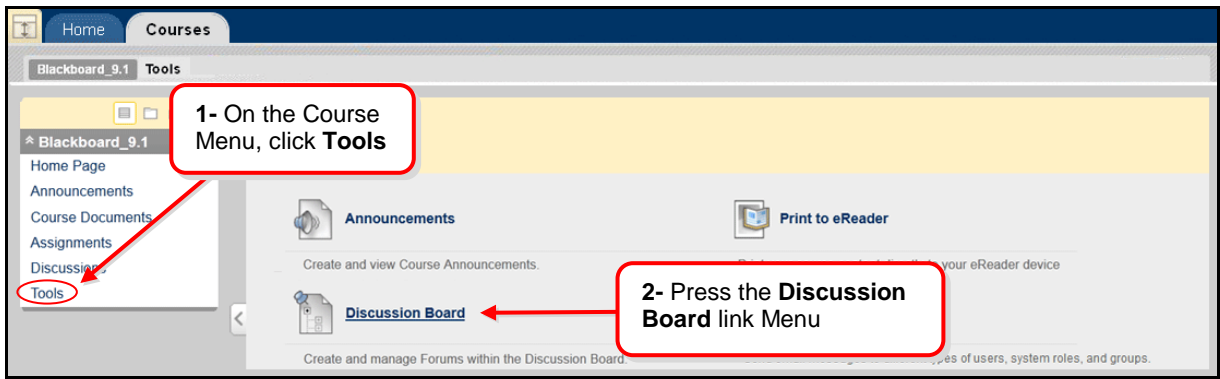 Home Courses
Blackboard_9.1 Tools
1- On the Course
Menu, click Tools
Blackboard_9.1
Home Page
Announcements
Course Documents
Assignments
Discussions
Tools
Announcements
Create and view Course Announcements.
Print to eReader
your eReader device
Discussion Board
Create and manage Forums within the Discussion Board.
2- Press the Discussion
Board link Menu
of users, system roles, and groups.